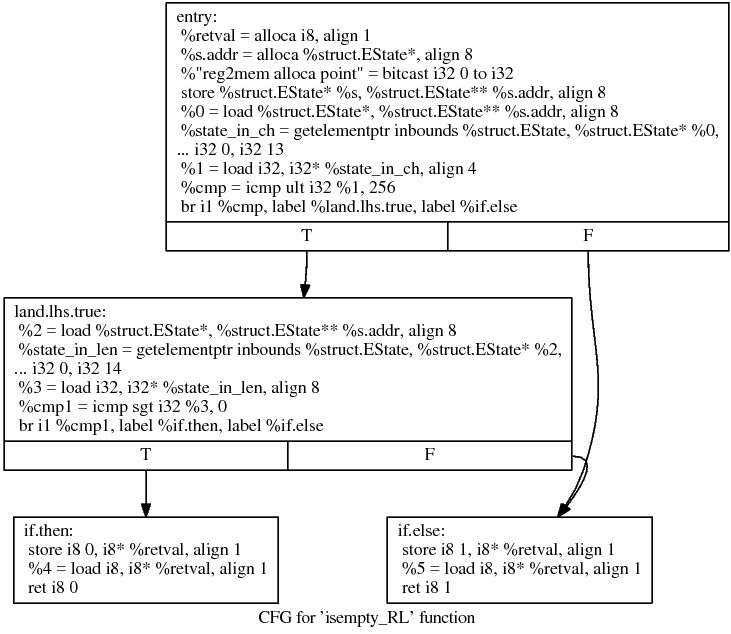 entry:
%retval = alloca i8, align 1
%s.addr = alloca %struct.EState*, align 8
%"reg2mem alloca point" = bitcast i32 0 to i32
store %struct.EState* %s, %struct.EState** %s.addr, align 8
%0 = load %struct.EState*, %struct.EState** %s.addr, align 8
%state_in_ch = getelementptr inbounds %struct.EState, %struct.EState* %0,
... i32 0, i32 13
%1 = load i32, i32* %state_in_ch, align 4
%cmp = icmp ult i32 %1, 256
br i1 %cmp, label %land.lhs.true, label %if.else
T F
land.lhs.true:
%2 = load %struct.EState*, %struct.EState** %s.addr, align 8
%state_in_len = getelementptr inbounds %struct.EState, %struct.EState* %2,
... i32 0, i32 14
%3 = load i32, i32* %state_in_len, align 8
%cmp1 = icmp sgt i32 %3, 0
br i1 %cmp1, label %if.then, label %if.else
T F
if.then:
store i8 0, i8* %retval, align 1
%4 = load i8, i8* %retval, align 1
ret i8 0
if.else:
store i8 1, i8* %retval, align 1
%5 = load i8, i8* %retval, align 1
ret i8 1
CFG for 'isempty_RL' function